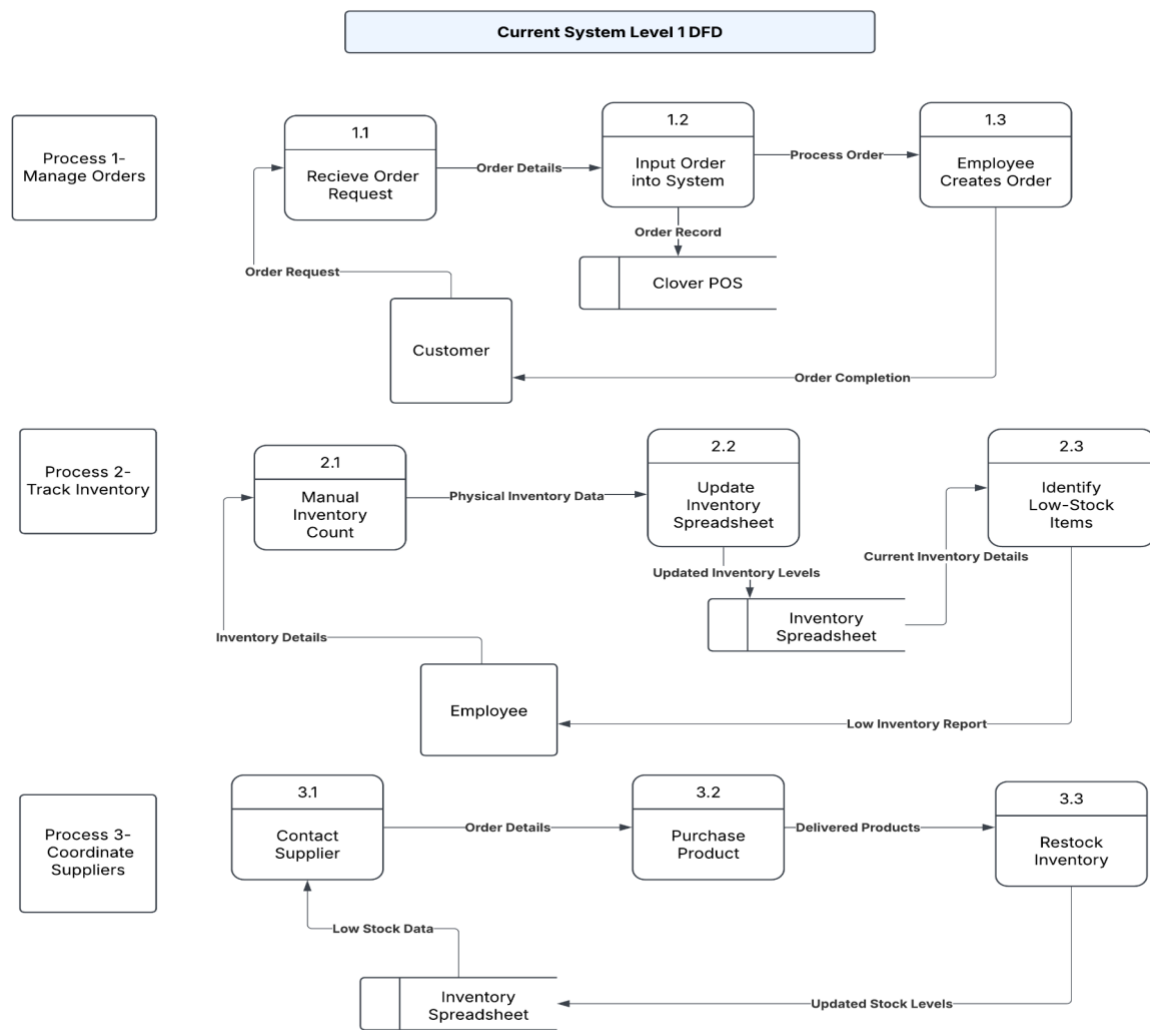 Current System Level 1 DFD
Process 1-
Manage Orders
1.1
Recieve Order
Request
Order Details
1.2
Input Order
into System
Process Order
1.3
Employee
Creates Order
Order Record
Clover POS
Order Request
Customer
Order Completion
Process 2-
Track Inventory
2.1
Manual
Inventory
Count
Physical Inventory Data
2.2
Update
Inventory
Spreadsheet
2.3
Identify
Low-Stock
Items
Current Inventory Details
Updated Inventory Levels
Inventory
Spreadsheet
Inventory Details
Employee
Low Inventory Report
Process 3-
Coordinate
Suppliers
3.1
Contact
Supplier
Order Details
3.2
Purchase
Product
Delivered Products
3.3
Restock
Inventory
Low Stock Data
Inventory
Spreadsheet
Updated Stock Levels